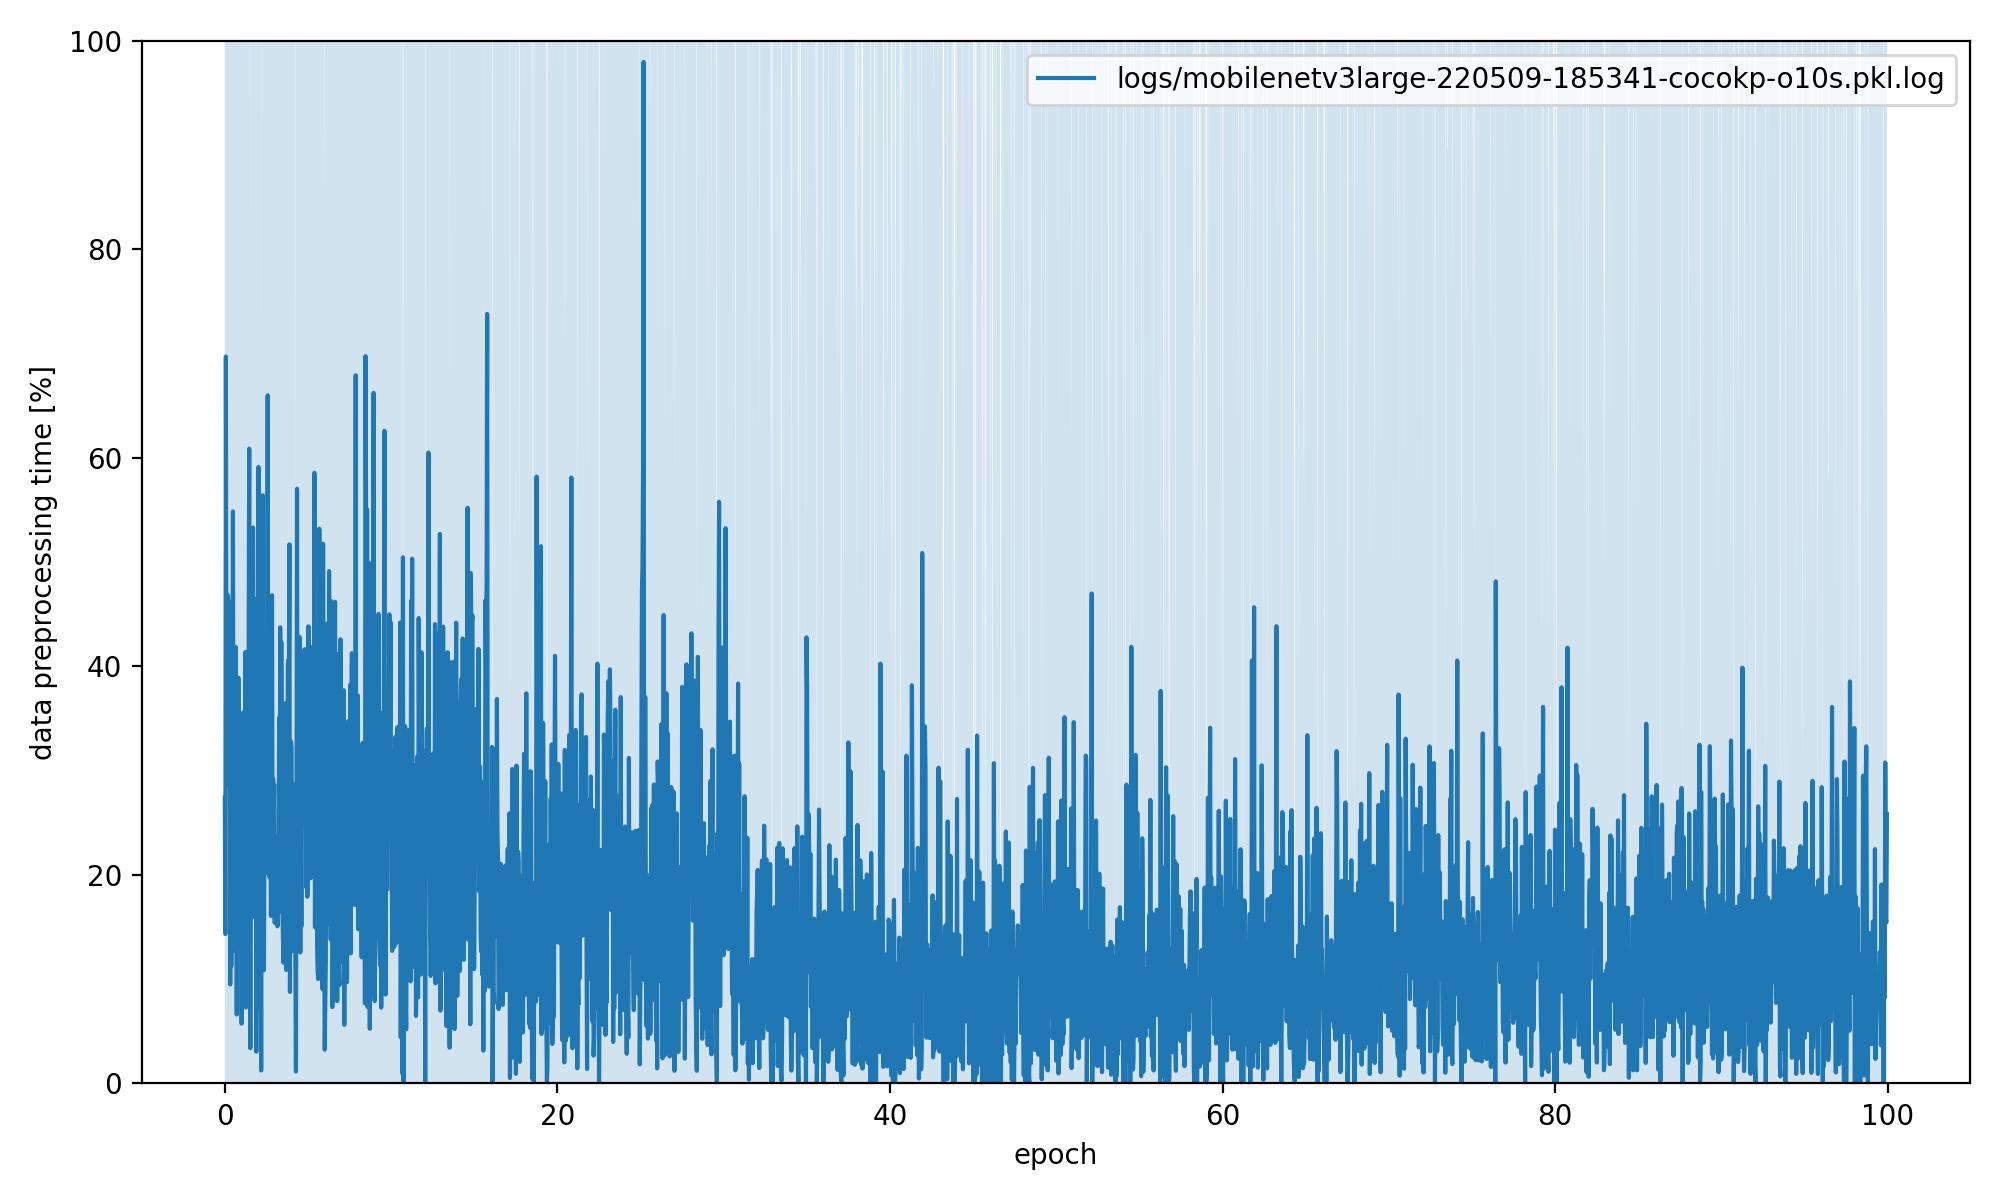 logs/mobilenetv3large-220509-185341-cocokp-o10s.pkl.log
data preprocessing time [%]
100
80
60
40
20
0
0 20 40 60 80 100
epoch